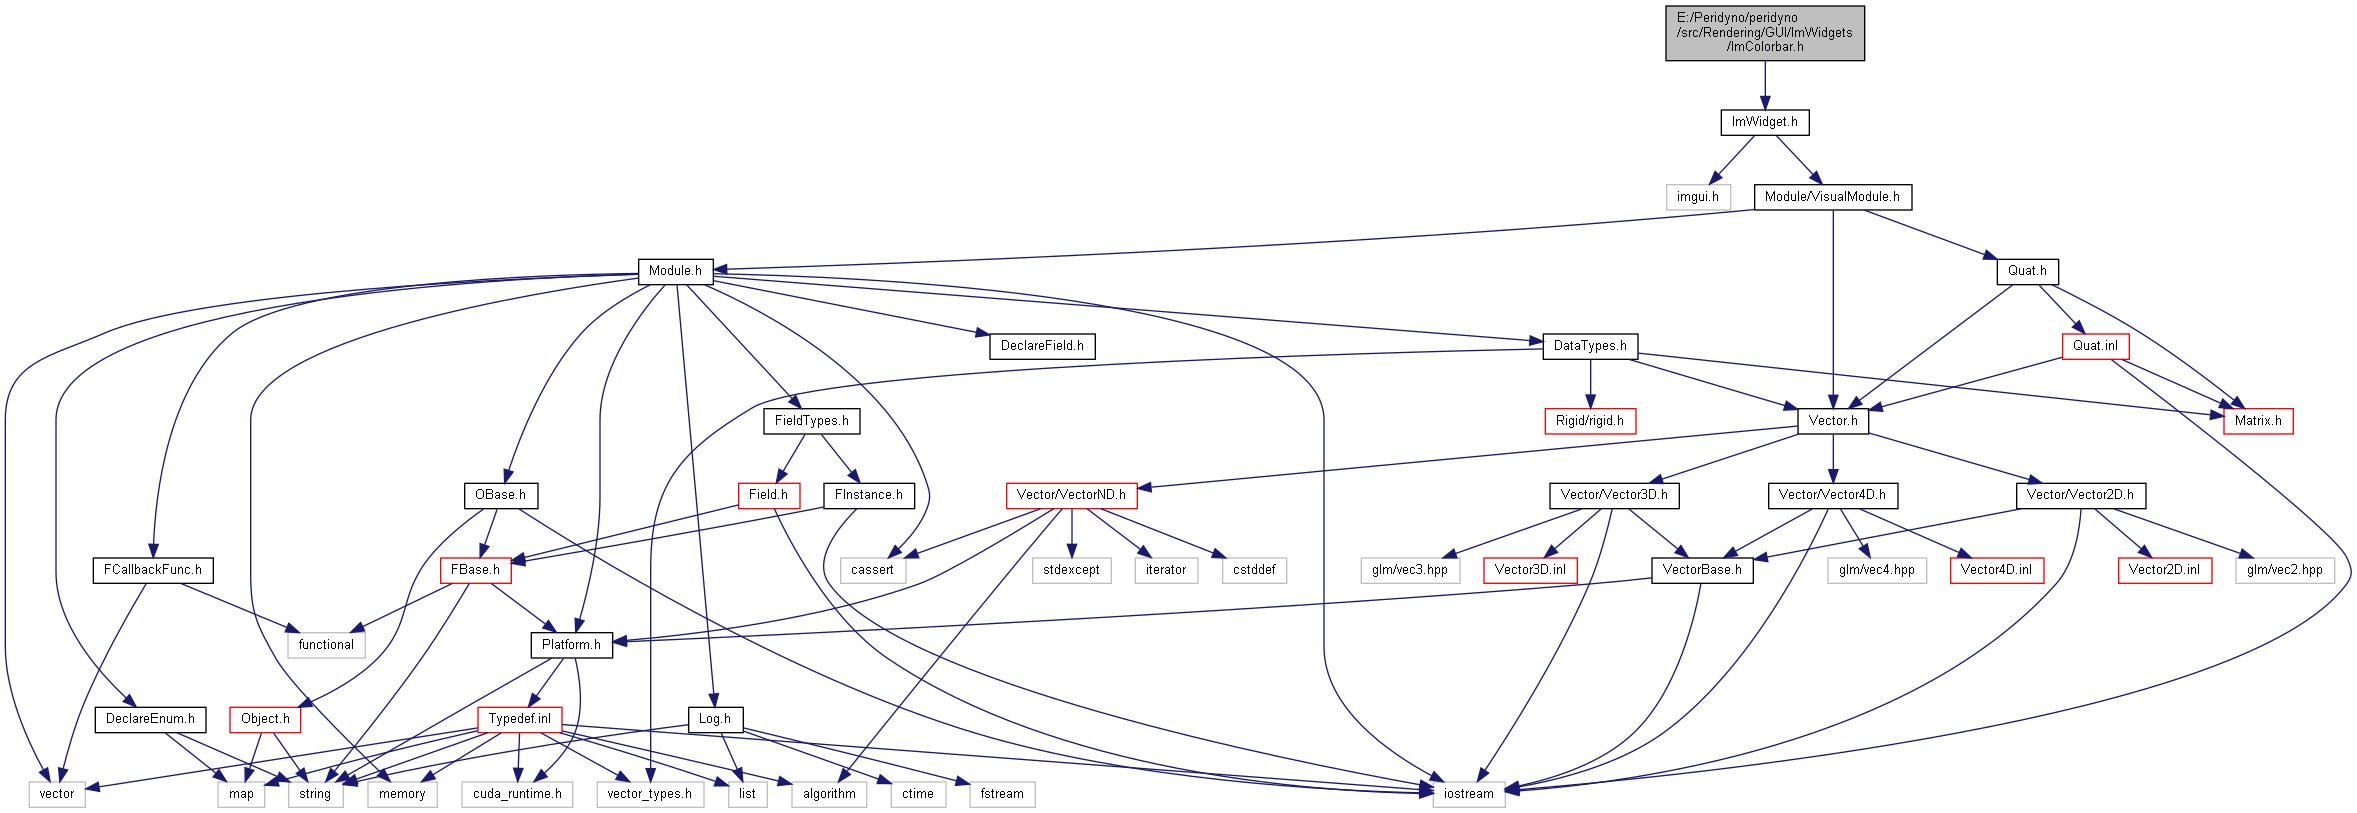 E:/Peridyno/peridyno
/src/Rendering/GUI/ImWidgets
/ImColorbar.h
ImWidget.h
imgui.h
Module/VisualModule.h
Module.h
Quat.h
DeclareField.h
DataTypes.h
Quat.inl
FieldTypes.h
Rigid/rigid.h
Vector.h
Matrix.h
OBase.h
Field.h
FInstance.h
Vector/VectorND.h
Vector/Vector3D.h
Vector/Vector4D.h
Vector/Vector2D.h
FCallbackFunc.h
FBase.h
cassert
stdexcept
iterator
cstddef
glm/vec3.hpp
Vector3D.inl
VectorBase.h
glm/vec4.hpp
Vector4D.inl
Vector2D.inl
glm/vec2.hpp
functional
Platform.h
DeclareEnum.h
Object.h
Typedef.inl
Log.h
vector
map
string
memory
cuda_runtime.h
vector_types.h
list
algorithm
ctime
fstream
iostream